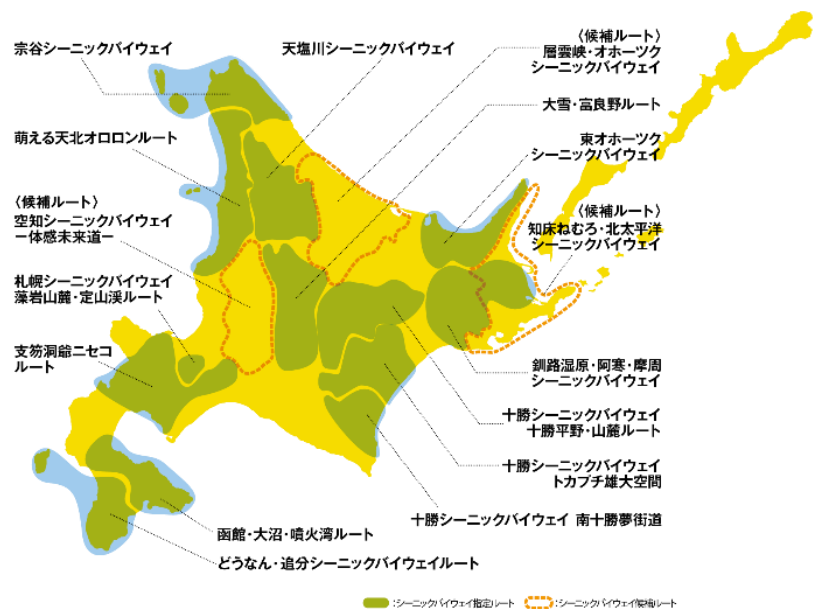 宗谷シーニックバイウェイ
天塩川シーニックバイウェイ
〈候補ルート〉
層雲峡・オホーツク
シーニックバイウェイ
大雪・富良野ルート
萌える天北オロロンルート
東オホーツク
シーニックバイウェイ
〈候補ルート〉
空知シーニックバイウェイ
－体感未来道－
〈候補ルート〉
知床ねむろ・北太平洋
シーニックバイウェイ
札幌シーニックバイウェイ
藻岩山麓・定山渓ルート
支笏洞爺ニセコ
ルート
釧路湿原・阿寒・摩周
シーニックバイウェイ
十勝シーニックバイウェイ
十勝平野・山麓ルート
十勝シーニックバイウェイ
トカプチ雄大空間
十勝シーニックバイウェイ 南十勝夢街道
函館・大沼・噴火湾ルート
どうなん・追分シーニックバイウェイルート
:シーニックバイウェイ指定ルート
:シーニックバイウェイ候補ルート